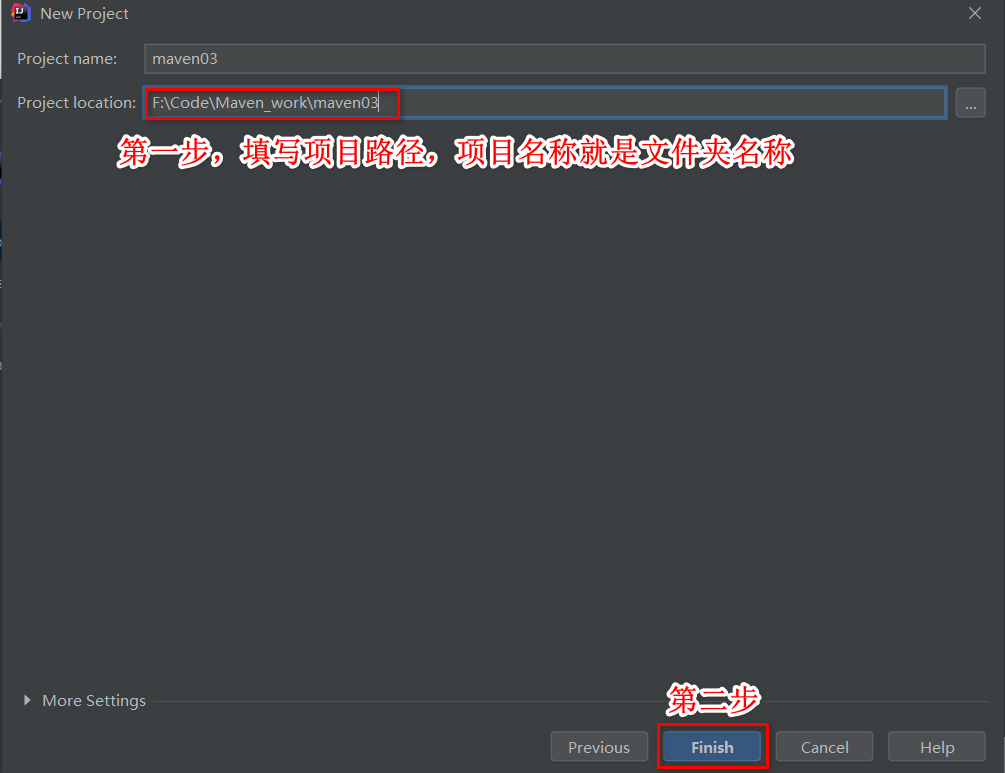 New Project
Project name: maven03
Project location: F:\Code\Maven_work\maven03 ...
第一步，填写项目路径，项目名称就是文件夹名称
More Settings
第二步
Previous Finish Cancel Help